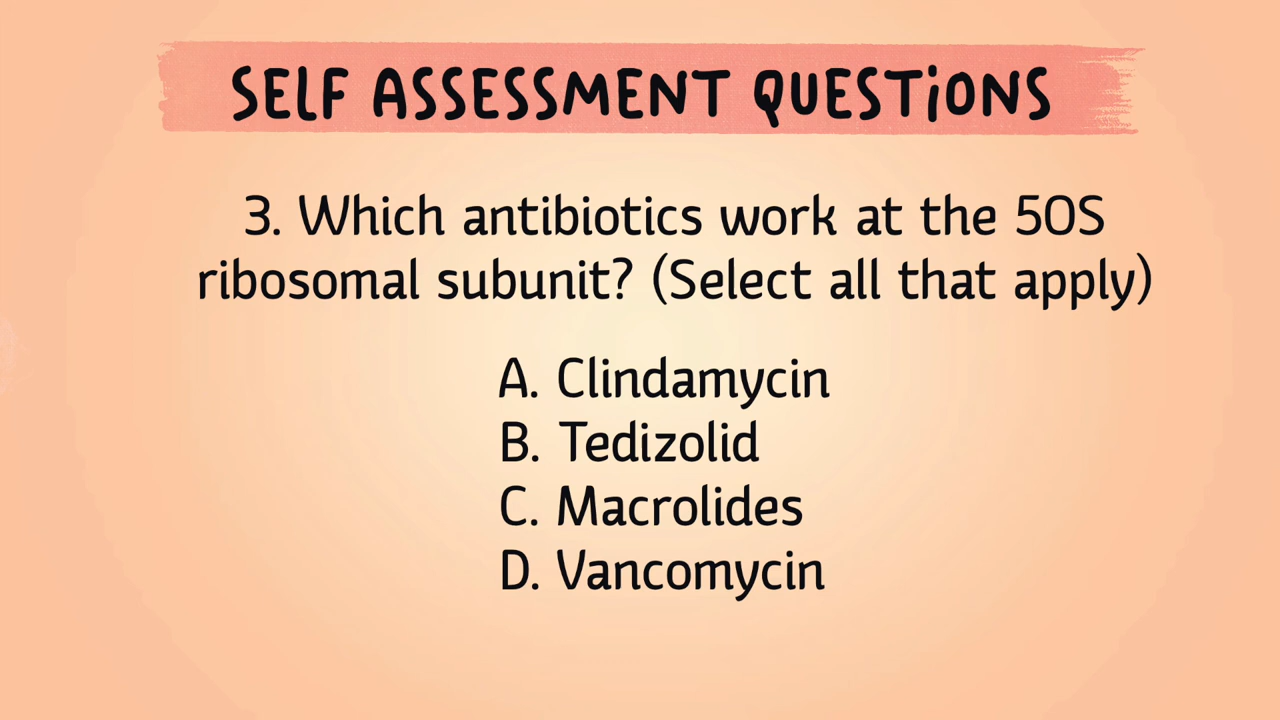 SELF ASSESSMENT QUESTiONS
3. Which antibiotics work at the 50S
ribosomal subunit? (Select all that apply)
A. Clindamycin
B. Tedizolid
C. Macrolides
D. Vancomycin